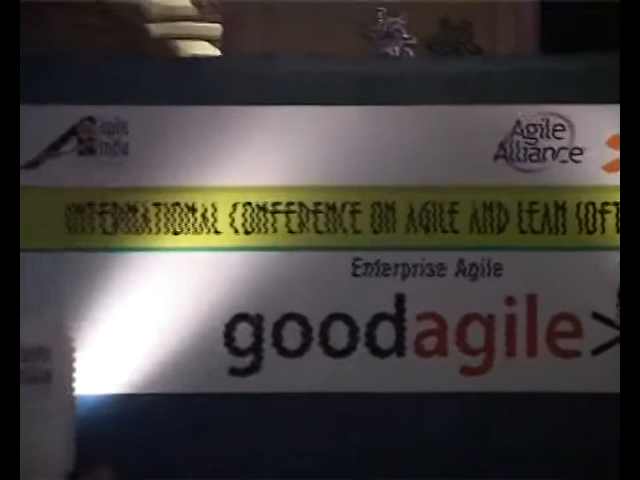 Agile
India
Agile
Alliance
INTERNATIONAL CONFERENCE ON AGILE AND LEAN SOFT
Enterprise Agile
goodagile>